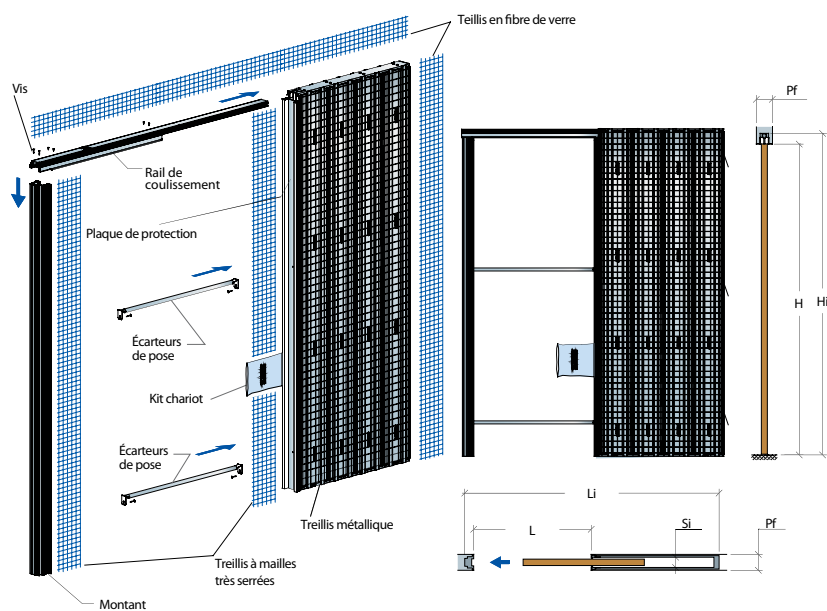 Teillis en fibre de verre
Vis
Rail de
coulissement
Plaque de protection
Écarteurs
de pose
Kit chariot
Écarteurs
de pose
Treillis métallique
Treillis à mailles
très serrées
Montant
Pf
H
Hi
Li
L
Si
Pf